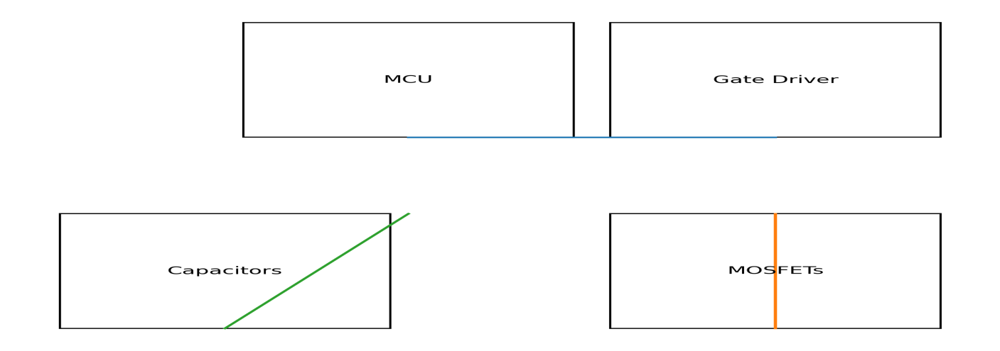 MCU
Gate Driver
Capacitors
MOSFETs